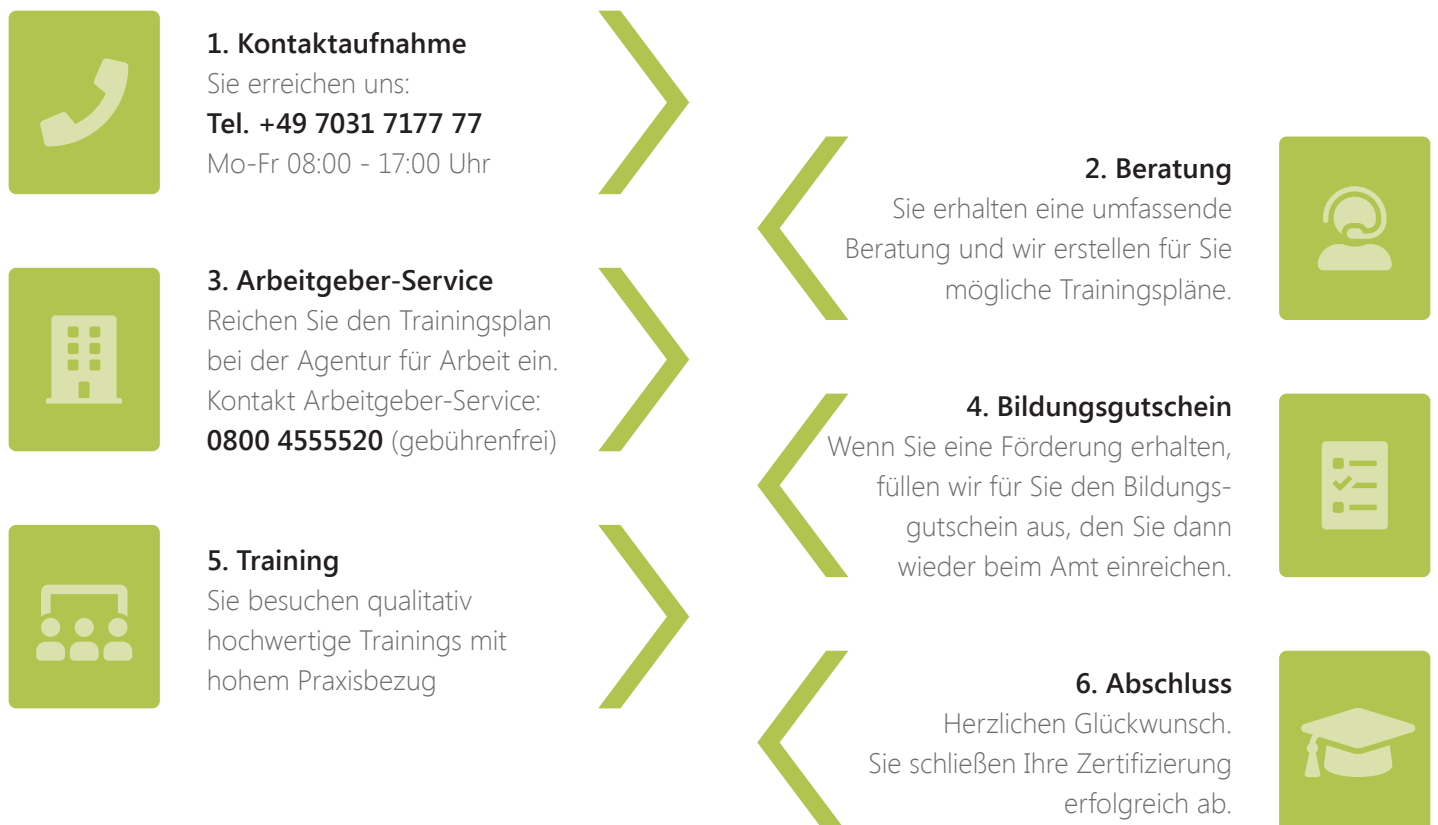 1. Kontaktaufnahme
Sie erreichen uns:
Tel. +49 7031 7177 77
Mo-Fr 08:00 - 17:00 Uhr
2. Beratung
Sie erhalten eine umfassende
Beratung und wir erstellen für Sie
mögliche Trainingspläne.
3. Arbeitgeber-Service
Reichen Sie den Trainingsplan
bei der Agentur für Arbeit ein.
Kontakt Arbeitgeber-Service:
0800 4555520 (gebührenfrei)
4. Bildungsgutschein
Wenn Sie eine Förderung erhalten,
füllen wir für Sie den Bildungs-
gutschein aus, den Sie dann
wieder beim Amt einreichen.
5. Training
Sie besuchen qualitativ
hochwertige Trainings mit
hohem Praxisbezug
6. Abschluss
Herzlichen Glückwunsch.
Sie schließen Ihre Zertifizierung
erfolgreich ab.